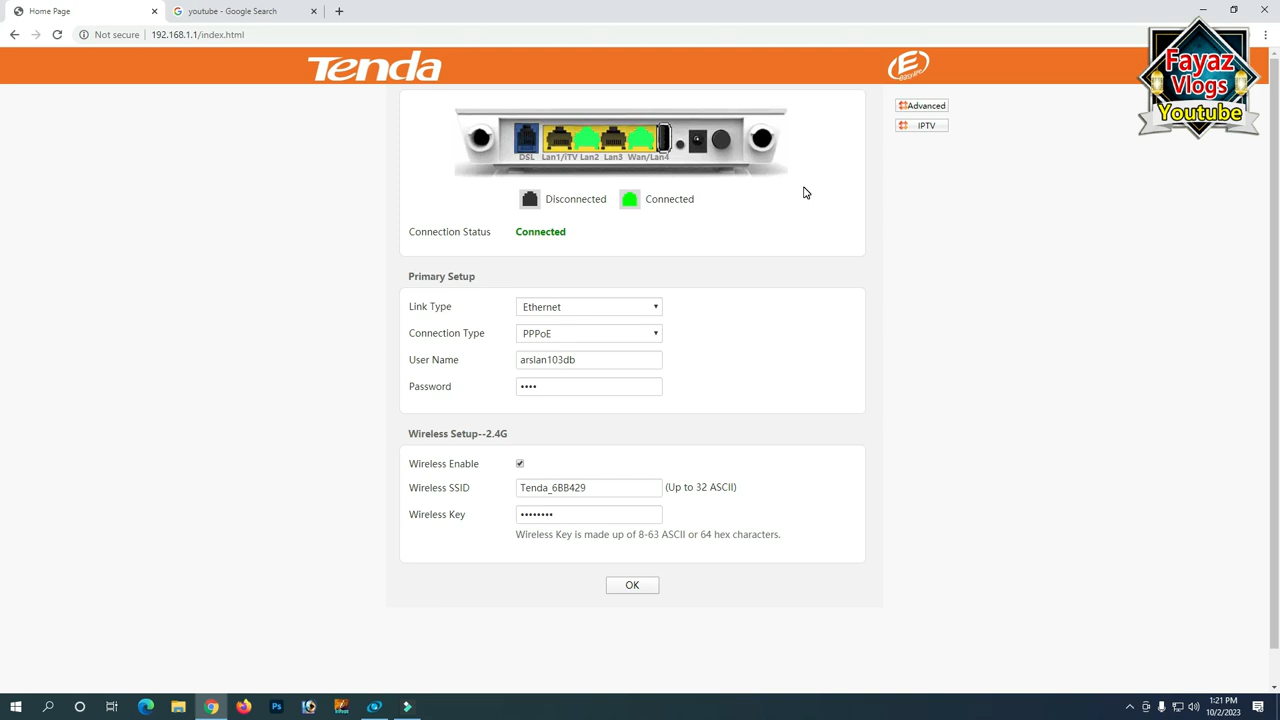 Home Page
youtube - Google Search
Not secure
192.168.1.1/index.html
Tenda
EasyPro
Fayaz
Vlogs
Youtube
Advanced
IPTV
DSL Lan1/iTV Lan2 Lan3 Wan/Lan4
Disconnected Connected
Connection Status Connected
Primary Setup
Link Type Ethernet
Connection Type PPPoE
User Name arslan103db
Password ••••
Wireless Setup--2.4G
Wireless Enable
Wireless SSID Tenda_6BB429 (Up to 32 ASCII)
Wireless Key ••••••••
Wireless Key is made up of 8-63 ASCII or 64 hex characters.
OK
Ps
1:21 PM
10/2/2023